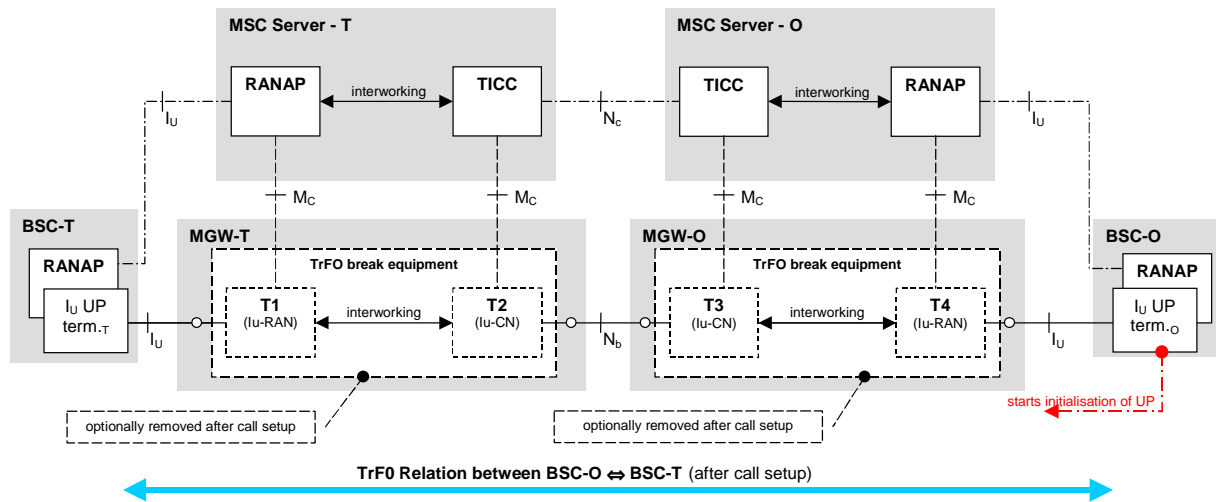 MSC Server - T
MSC Server - O
RANAP
interworking
TICC
TICC
interworking
RANAP
IU
Nc
IU
MC
MC
MC
MC
BSC-T
MGW-T
MGW-O
BSC-O
RANAP
TrFO break equipment
TrFO break equipment
RANAP
IU UP
term.T
T1
(Iu-RAN)
interworking
T2
(Iu-CN)
T3
(Iu-CN)
interworking
T4
(Iu-RAN)
IU UP
term.O
IU
Nb
IU
optionally removed after call setup
optionally removed after call setup
starts initialisation of UP
TrF0 Relation between BSC-O ⇔ BSC-T (after call setup)